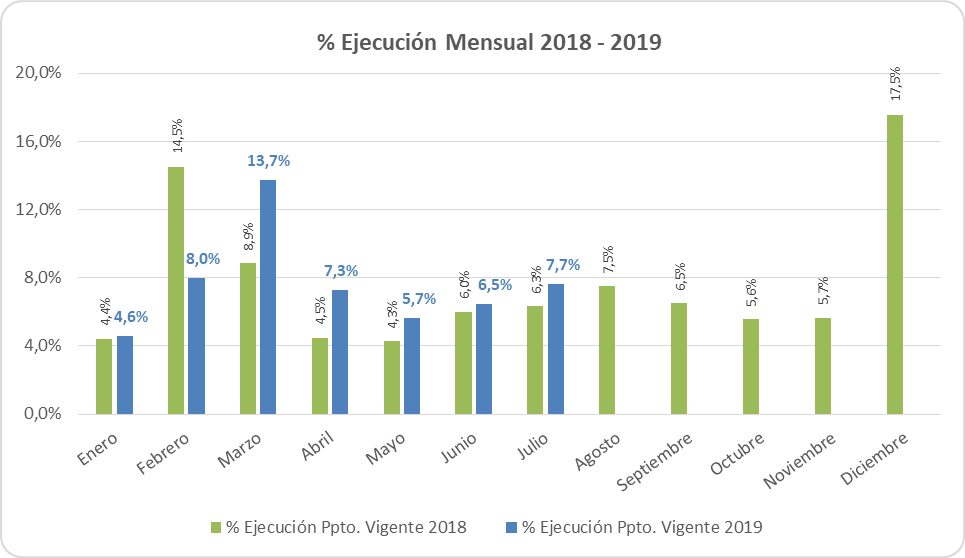 % Ejecución Mensual 2018 - 2019
20,0%
16,0%
12,0%
8,0%
4,0%
0,0%
4,4%
4,6%
14,5%
8,0%
8,9%
13,7%
4,5%
7,3%
4,3%
5,7%
6,0%
6,5%
6,3%
7,7%
7,5%
6,5%
5,6%
5,7%
17,5%
Enero
Febrero
Marzo
Abril
Mayo
Junio
Julio
Agosto
Septiembre
Octubre
Noviembre
Diciembre
% Ejecución Ppto. Vigente 2018
% Ejecución Ppto. Vigente 2019